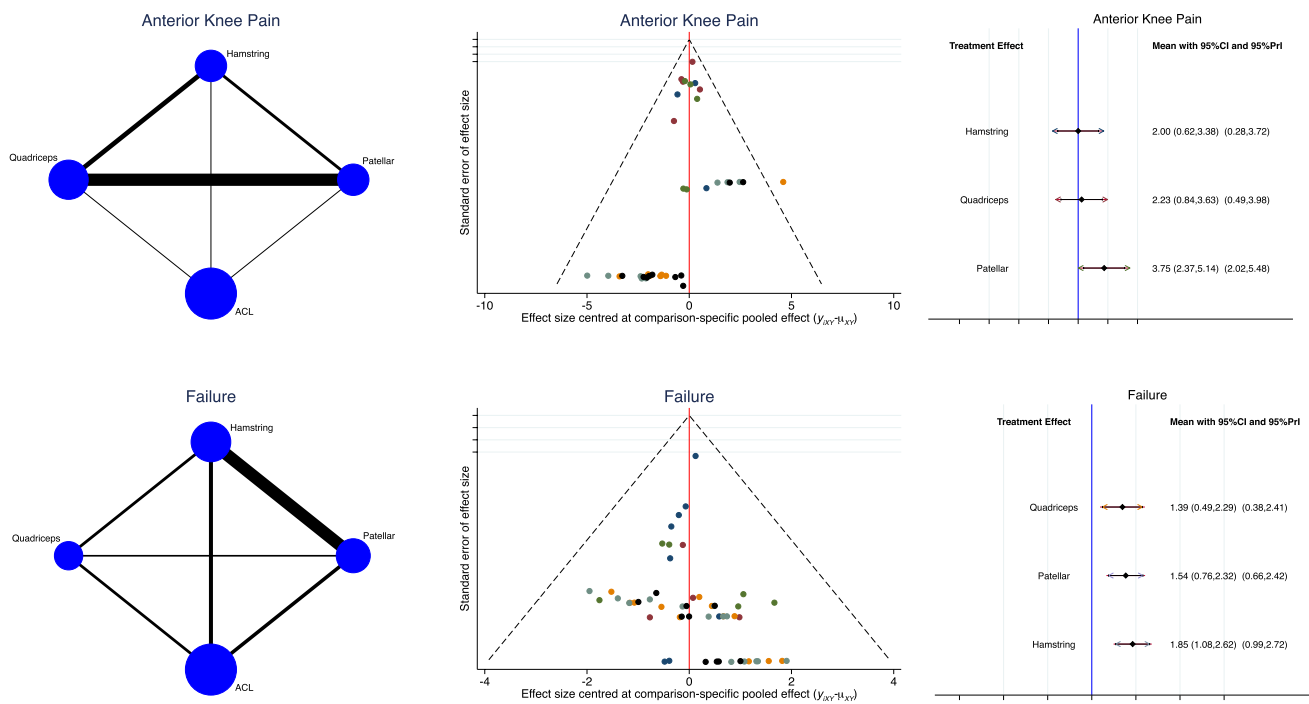 Anterior Knee Pain
Hamstring
Quadriceps
Patellar
ACL
Anterior Knee Pain
Standard error of effect size
-10 -5 0 5 10
Effect size centred at comparison-specific pooled effect (yiXY-μXY)
Anterior Knee Pain
Treatment Effect Mean with 95%CI and 95%PrI
Hamstring 2.00 (0.62,3.38) (0.28,3.72)
Quadriceps 2.23 (0.84,3.63) (0.49,3.98)
Patellar 3.75 (2.37,5.14) (2.02,5.48)
Failure
Hamstring
Quadriceps
Patellar
ACL
Failure
Standard error of effect size
-4 -2 0 2 4
Effect size centred at comparison-specific pooled effect (yiXY-μXY)
Failure
Treatment Effect Mean with 95%CI and 95%PrI
Quadriceps 1.39 (0.49,2.29) (0.38,2.41)
Patellar 1.54 (0.76,2.32) (0.66,2.42)
Hamstring 1.85 (1.08,2.62) (0.99,2.72)